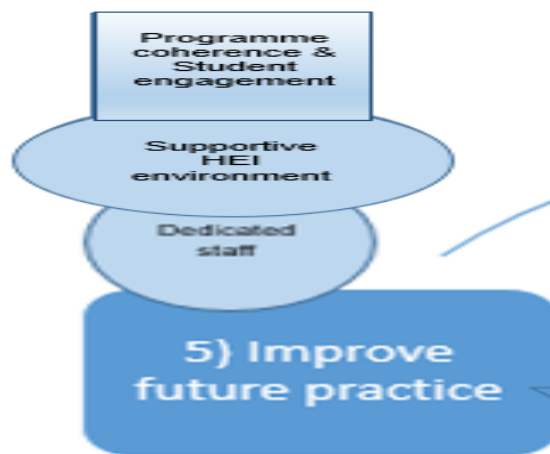 Programme
coherence &
Student
engagement
Supportive
HEI
environment
Dedicated
staff
5) Improve
future practice